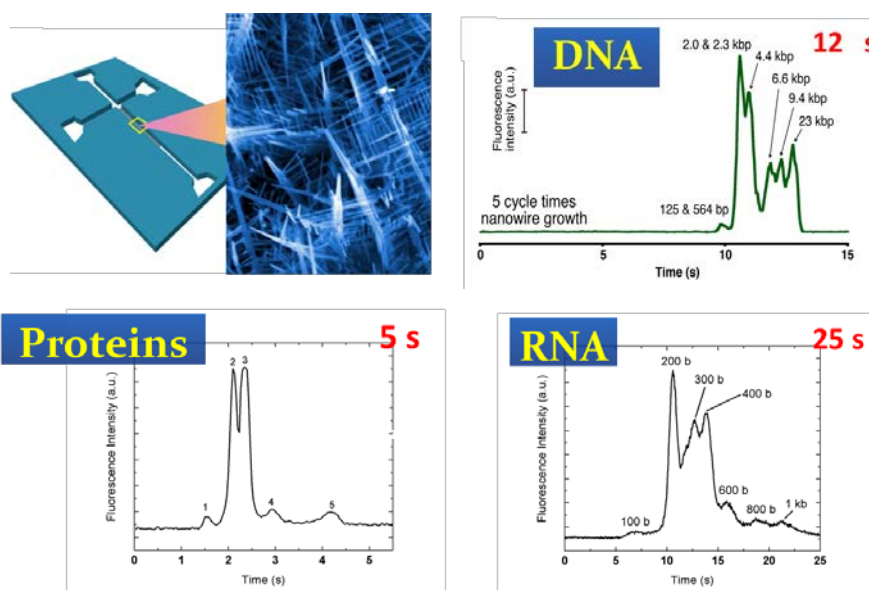 DNA
12 s
Fluorescence
intensity (a.u.)
2.0 & 2.3 kbp
4.4 kbp
6.6 kbp
9.4 kbp
23 kbp
5 cycle times
nanowire growth
125 & 564 bp
0
5
10
15
Time (s)
Proteins
5 s
Fluorescence Intensity (a.u.)
1
2
3
4
5
0
1
2
3
4
5
Time (s)
RNA
25 s
Fluorescence Intensity (a.u.)
200 b
300 b
400 b
600 b
800 b
1 kb
100 b
0
5
10
15
20
25
Time (s)